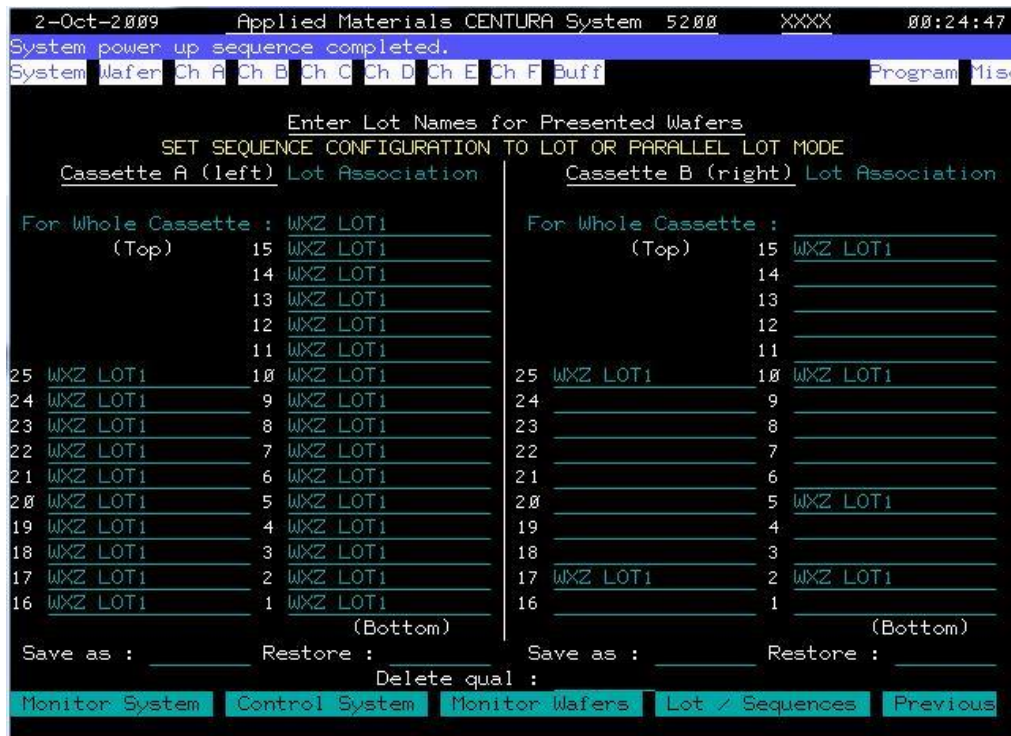 2-Oct-2009 Applied Materials CENTURA System 5200 XXXX 00:24:47
System power up sequence completed.
System Wafer Ch A Ch B Ch C Ch D Ch E Ch F Buff Program Mis
Enter Lot Names for Presented Wafers
SET SEQUENCE CONFIGURATION TO LOT OR PARALLEL LOT MODE
Cassette A (left) Lot Association Cassette B (right) Lot Association
For Whole Cassette : WXZ LOT1 For Whole Cassette :
(Top) 15 WXZ LOT1 (Top) 15 WXZ LOT1
14 WXZ LOT1 14
13 WXZ LOT1 13
12 WXZ LOT1 12
11 WXZ LOT1 11
25 WXZ LOT1 10 WXZ LOT1 25 WXZ LOT1 10 WXZ LOT1
24 WXZ LOT1 9 WXZ LOT1 24 9
23 WXZ LOT1 8 WXZ LOT1 23 8
22 WXZ LOT1 7 WXZ LOT1 22 7
21 WXZ LOT1 6 WXZ LOT1 21 6
20 WXZ LOT1 5 WXZ LOT1 20 5 WXZ LOT1
19 WXZ LOT1 4 WXZ LOT1 19 4
18 WXZ LOT1 3 WXZ LOT1 18 3
17 WXZ LOT1 2 WXZ LOT1 17 WXZ LOT1 2 WXZ LOT1
16 WXZ LOT1 1 WXZ LOT1 16 1
(Bottom) (Bottom)
Save as : Restore : Save as : Restore :
Delete qual :
Monitor System Control System Monitor Wafers Lot / Sequences Previous